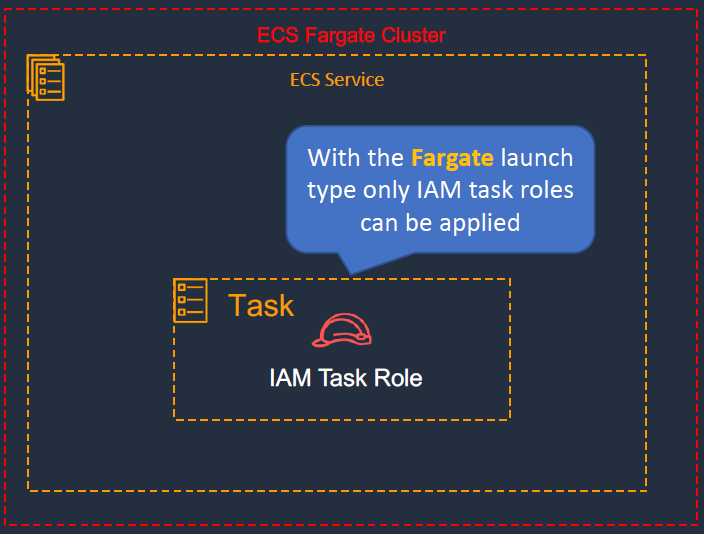 ECS Fargate Cluster
ECS Service
With the Fargate launch
type only IAM task roles
can be applied
Task
IAM Task Role